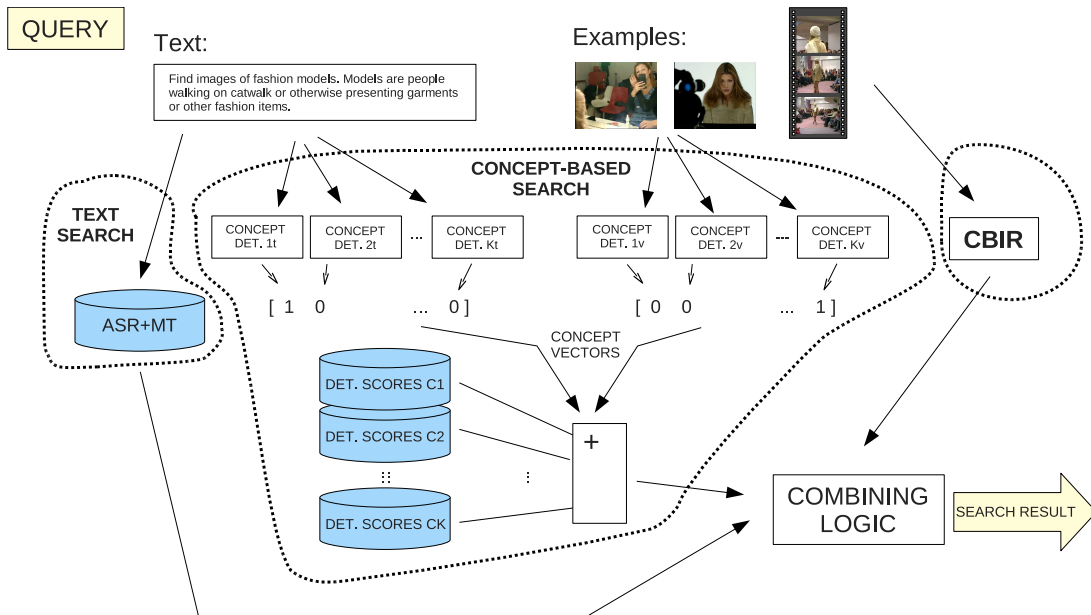 QUERY
Text:
Examples:
Find images of fashion models. Models are people
walking on catwalk or otherwise presenting garments
or other fashion items.
CONCEPT-BASED
SEARCH
TEXT
SEARCH
CONCEPT
DET. 1t
CONCEPT
DET. 2t
...
CONCEPT
DET. Kt
CONCEPT
DET. 1v
CONCEPT
DET. 2v
---
CONCEPT
DET. Kv
CBIR
[ 1 0 ... 0 ]
[ 0 0 ... 1 ]
ASR+MT
CONCEPT
VECTORS
DET. SCORES C1
DET. SCORES C2
DET. SCORES CK
+
COMBINING
LOGIC
SEARCH RESULT